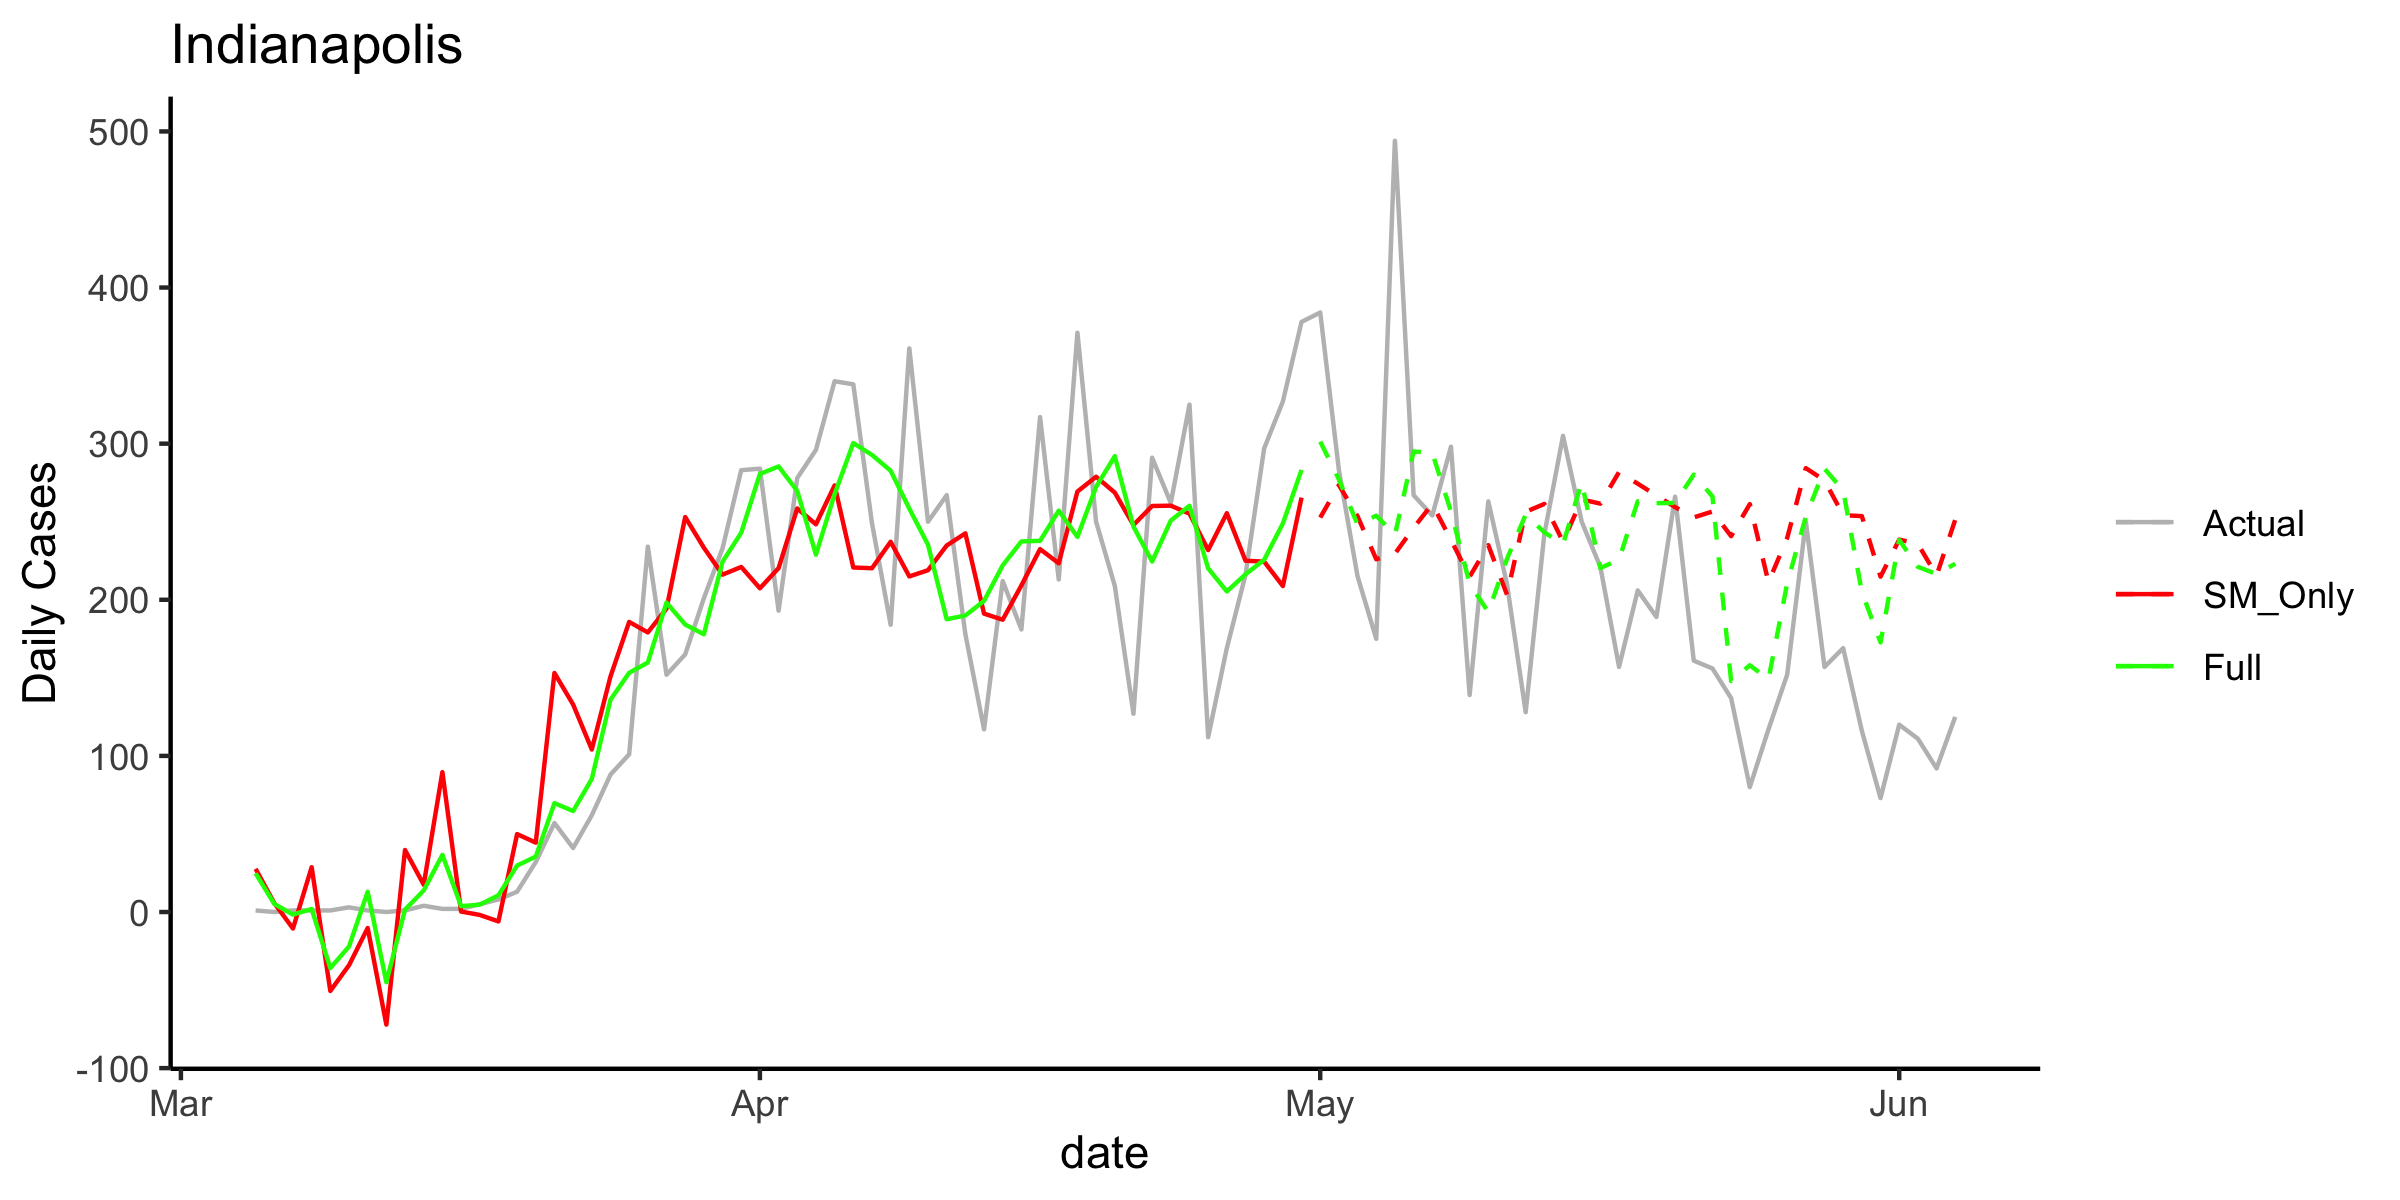 Indianapolis
Daily Cases
500
400
300
200
100
0
-100
Mar Apr May Jun
date
Actual
SM_Only
Full